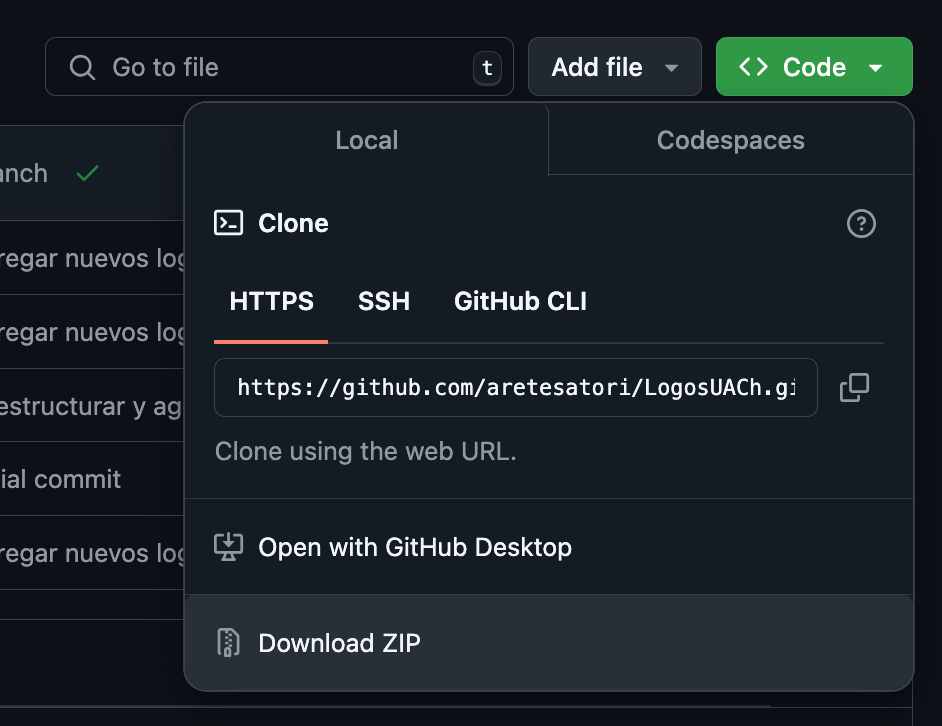 Go to file t Add file Code
Local Codespaces
anch
Clone
regar nuevos log
HTTPS SSH GitHub CLI
regar nuevos log
https://github.com/aretesatori/LogosUACh.gi
estructurar y ag
Clone using the web URL.
ial commit
Open with GitHub Desktop
regar nuevos log
Download ZIP